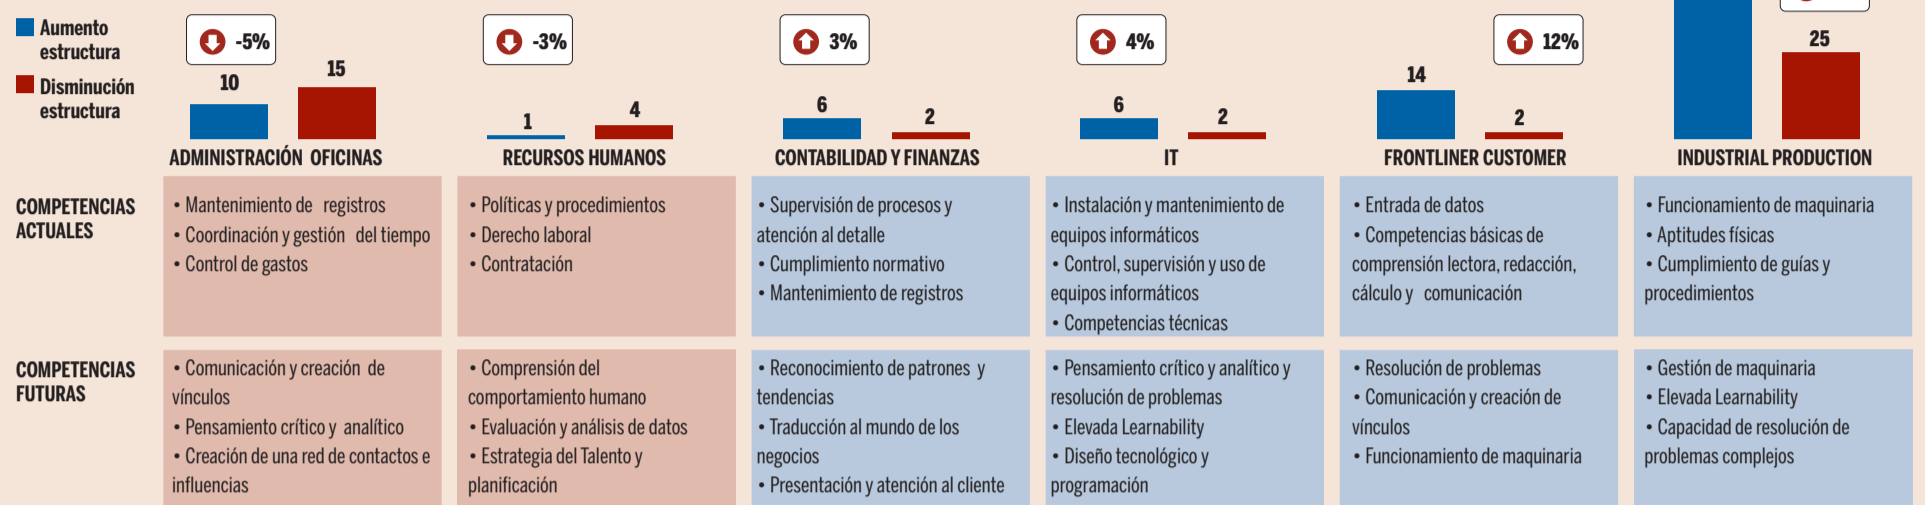 Aumento
estructura
Disminución
estructura
-5%
10
15
ADMINISTRACIÓN OFICINAS
-3%
1
4
RECURSOS HUMANOS
3%
6
2
CONTABILIDAD Y FINANZAS
4%
6
2
IT
12%
14
2
FRONTLINER CUSTOMER
25
INDUSTRIAL PRODUCTION
COMPETENCIAS
ACTUALES
• Mantenimiento de registros
• Coordinación y gestión del tiempo
• Control de gastos
• Políticas y procedimientos
• Derecho laboral
• Contratación
• Supervisión de procesos y
atención al detalle
• Cumplimiento normativo
• Mantenimiento de registros
• Instalación y mantenimiento de
equipos informáticos
• Control, supervisión y uso de
equipos informáticos
• Competencias técnicas
• Entrada de datos
• Competencias básicas de
comprensión lectora, redacción,
cálculo y comunicación
• Funcionamiento de maquinaria
• Aptitudes físicas
• Cumplimiento de guías y
procedimientos
COMPETENCIAS
FUTURAS
• Comunicación y creación de
vínculos
• Pensamiento crítico y analítico
• Creación de una red de contactos e
influencias
• Comprensión del
comportamiento humano
• Evaluación y análisis de datos
• Estrategia del Talento y
planificación
• Reconocimiento de patrones y
tendencias
• Traducción al mundo de los
negocios
• Presentación y atención al cliente
• Pensamiento crítico y analítico y
resolución de problemas
• Elevada Learnability
• Diseño tecnológico y
programación
• Resolución de problemas
• Comunicación y creación de
vínculos
• Funcionamiento de maquinaria
• Gestión de maquinaria
• Elevada Learnability
• Capacidad de resolución de
problemas complejos